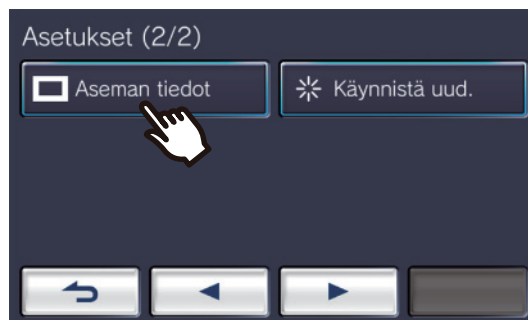 Asetukset (2/2)
Aseman tiedot
Käynnistä uud.